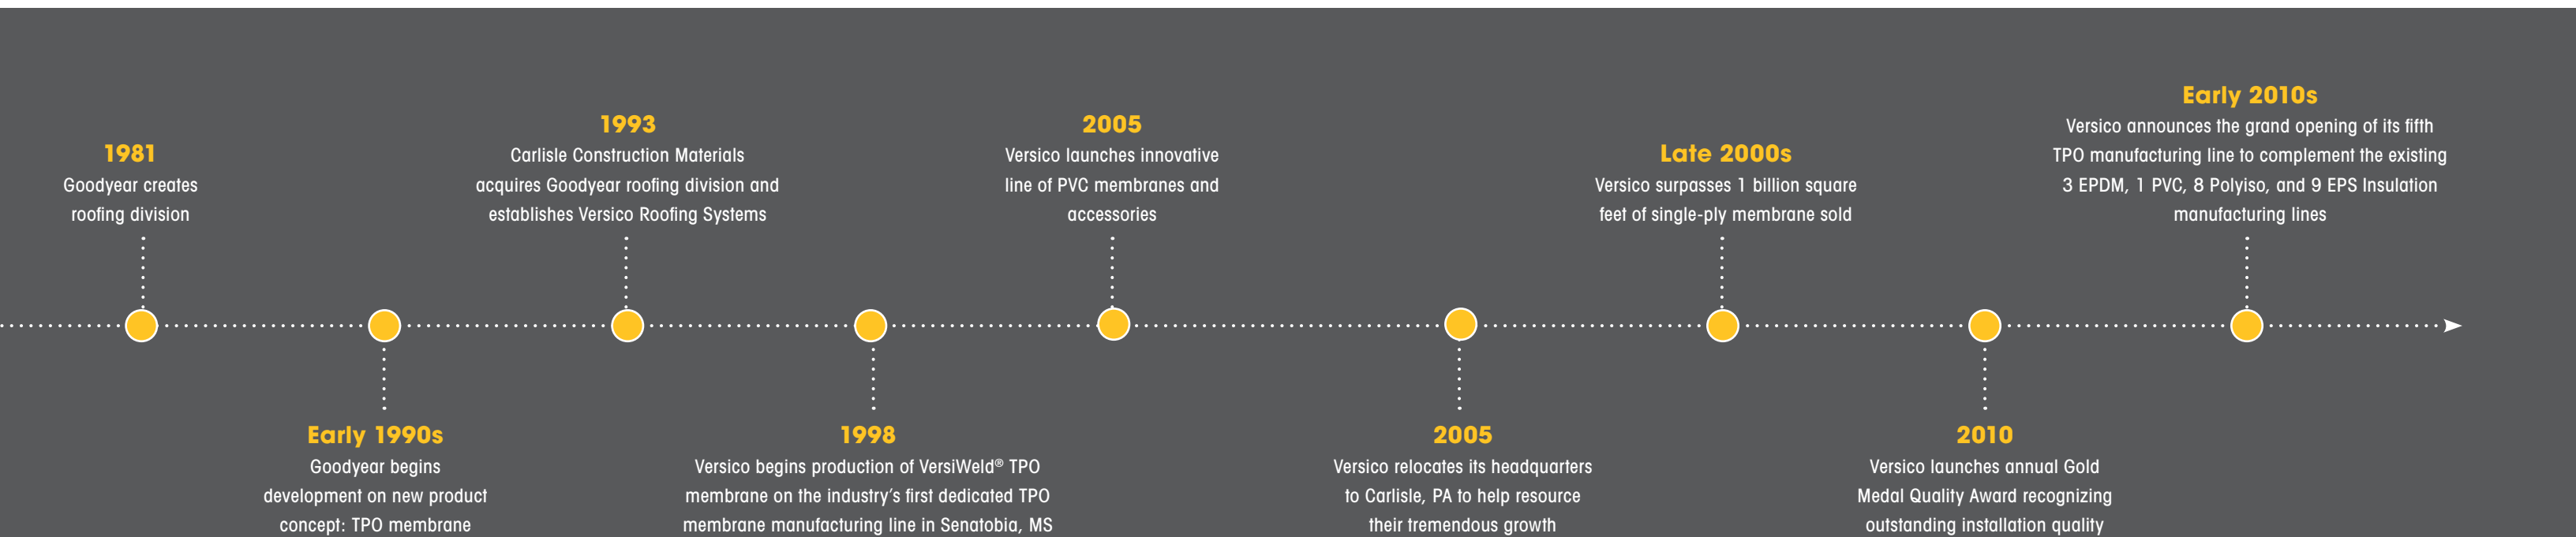 1981
Goodyear creates
roofing division
Early 1990s
Goodyear begins
development on new product
concept: TPO membrane
1993
Carlisle Construction Materials
acquires Goodyear roofing division and
establishes Versico Roofing Systems
1998
Versico begins production of VersiWeld® TPO
membrane on the industry’s first dedicated TPO
membrane manufacturing line in Senatobia, MS
2005
Versico launches innovative
line of PVC membranes and
accessories
2005
Versico relocates its headquarters
to Carlisle, PA to help resource
their tremendous growth
Late 2000s
Versico surpasses 1 billion square
feet of single-ply membrane sold
2010
Versico launches annual Gold
Medal Quality Award recognizing
outstanding installation quality
Early 2010s
Versico announces the grand opening of its fifth
TPO manufacturing line to complement the existing
3 EPDM, 1 PVC, 8 Polyiso, and 9 EPS Insulation
manufacturing lines